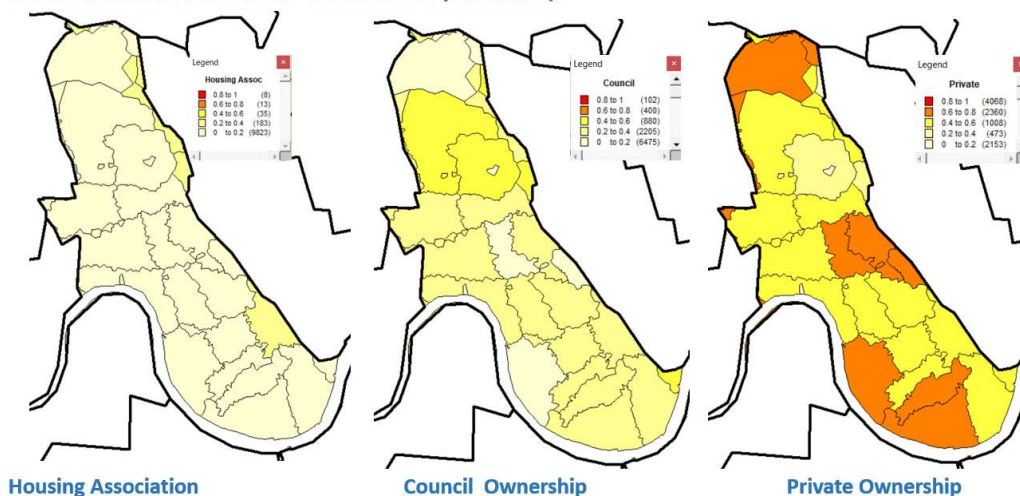 Legend
Housing Assoc
0.8 to 1 (8)
0.6 to 0.8 (13)
0.4 to 0.6 (35)
0.2 to 0.4 (183)
0 to 0.2 (9823)
Legend
Council
0.8 to 1 (102)
0.6 to 0.8 (400)
0.4 to 0.6 (880)
0.2 to 0.4 (2205)
0 to 0.2 (6475)
Legend
Private
0.8 to 1 (4068)
0.6 to 0.8 (2360)
0.4 to 0.6 (1008)
0.2 to 0.4 (473)
0 to 0.2 (2153)
Housing Association
Council Ownership
Private Ownership